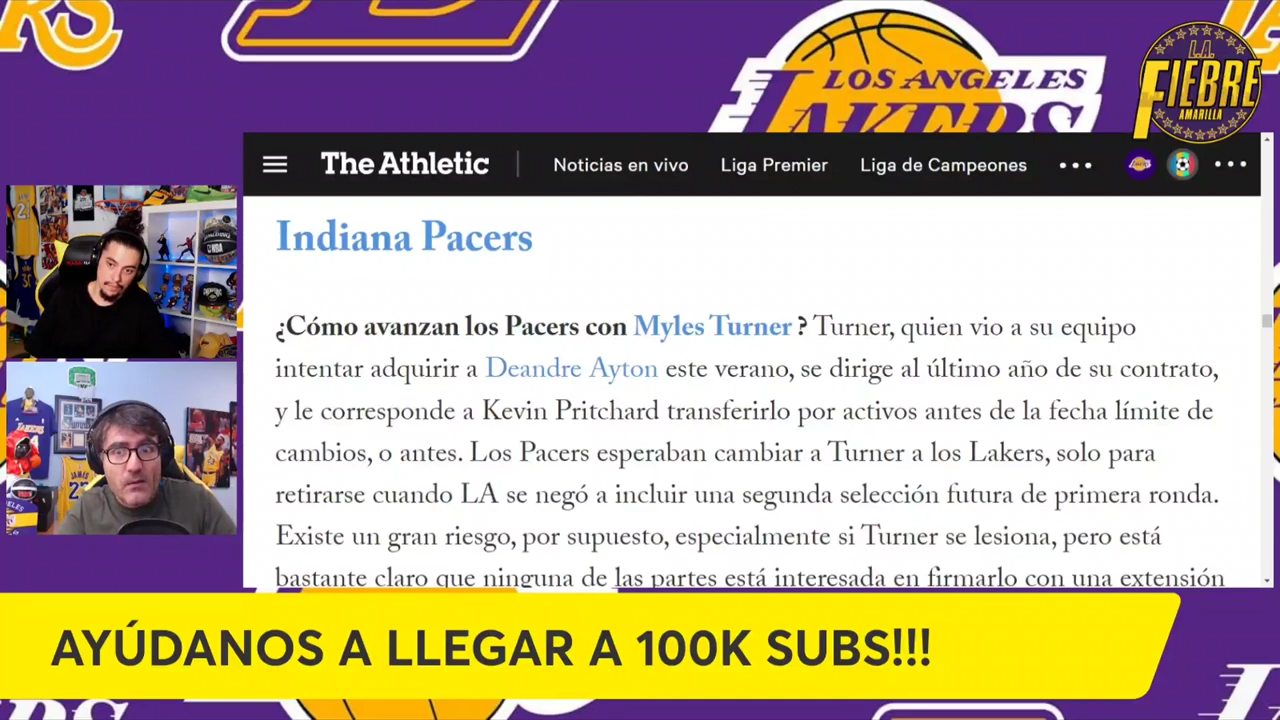 RS
LOS ANGELES
LAKERS
L.A.
FIEBRE
AMARILLA
The Athletic
Noticias en vivo
Liga Premier
Liga de Campeones
Indiana Pacers
¿Cómo avanzan los Pacers con Myles Turner ? Turner, quien vio a su equipo
intentar adquirir a Deandre Ayton este verano, se dirige al último año de su contrato,
y le corresponde a Kevin Pritchard transferirlo por activos antes de la fecha límite de
cambios, o antes. Los Pacers esperaban cambiar a Turner a los Lakers, solo para
retirarse cuando LA se negó a incluir una segunda selección futura de primera ronda.
Existe un gran riesgo, por supuesto, especialmente si Turner se lesiona, pero está
bastante claro que ninguna de las partes está interesada en firmarlo con una extensión
AYÚDANOS A LLEGAR A 100K SUBS!!!